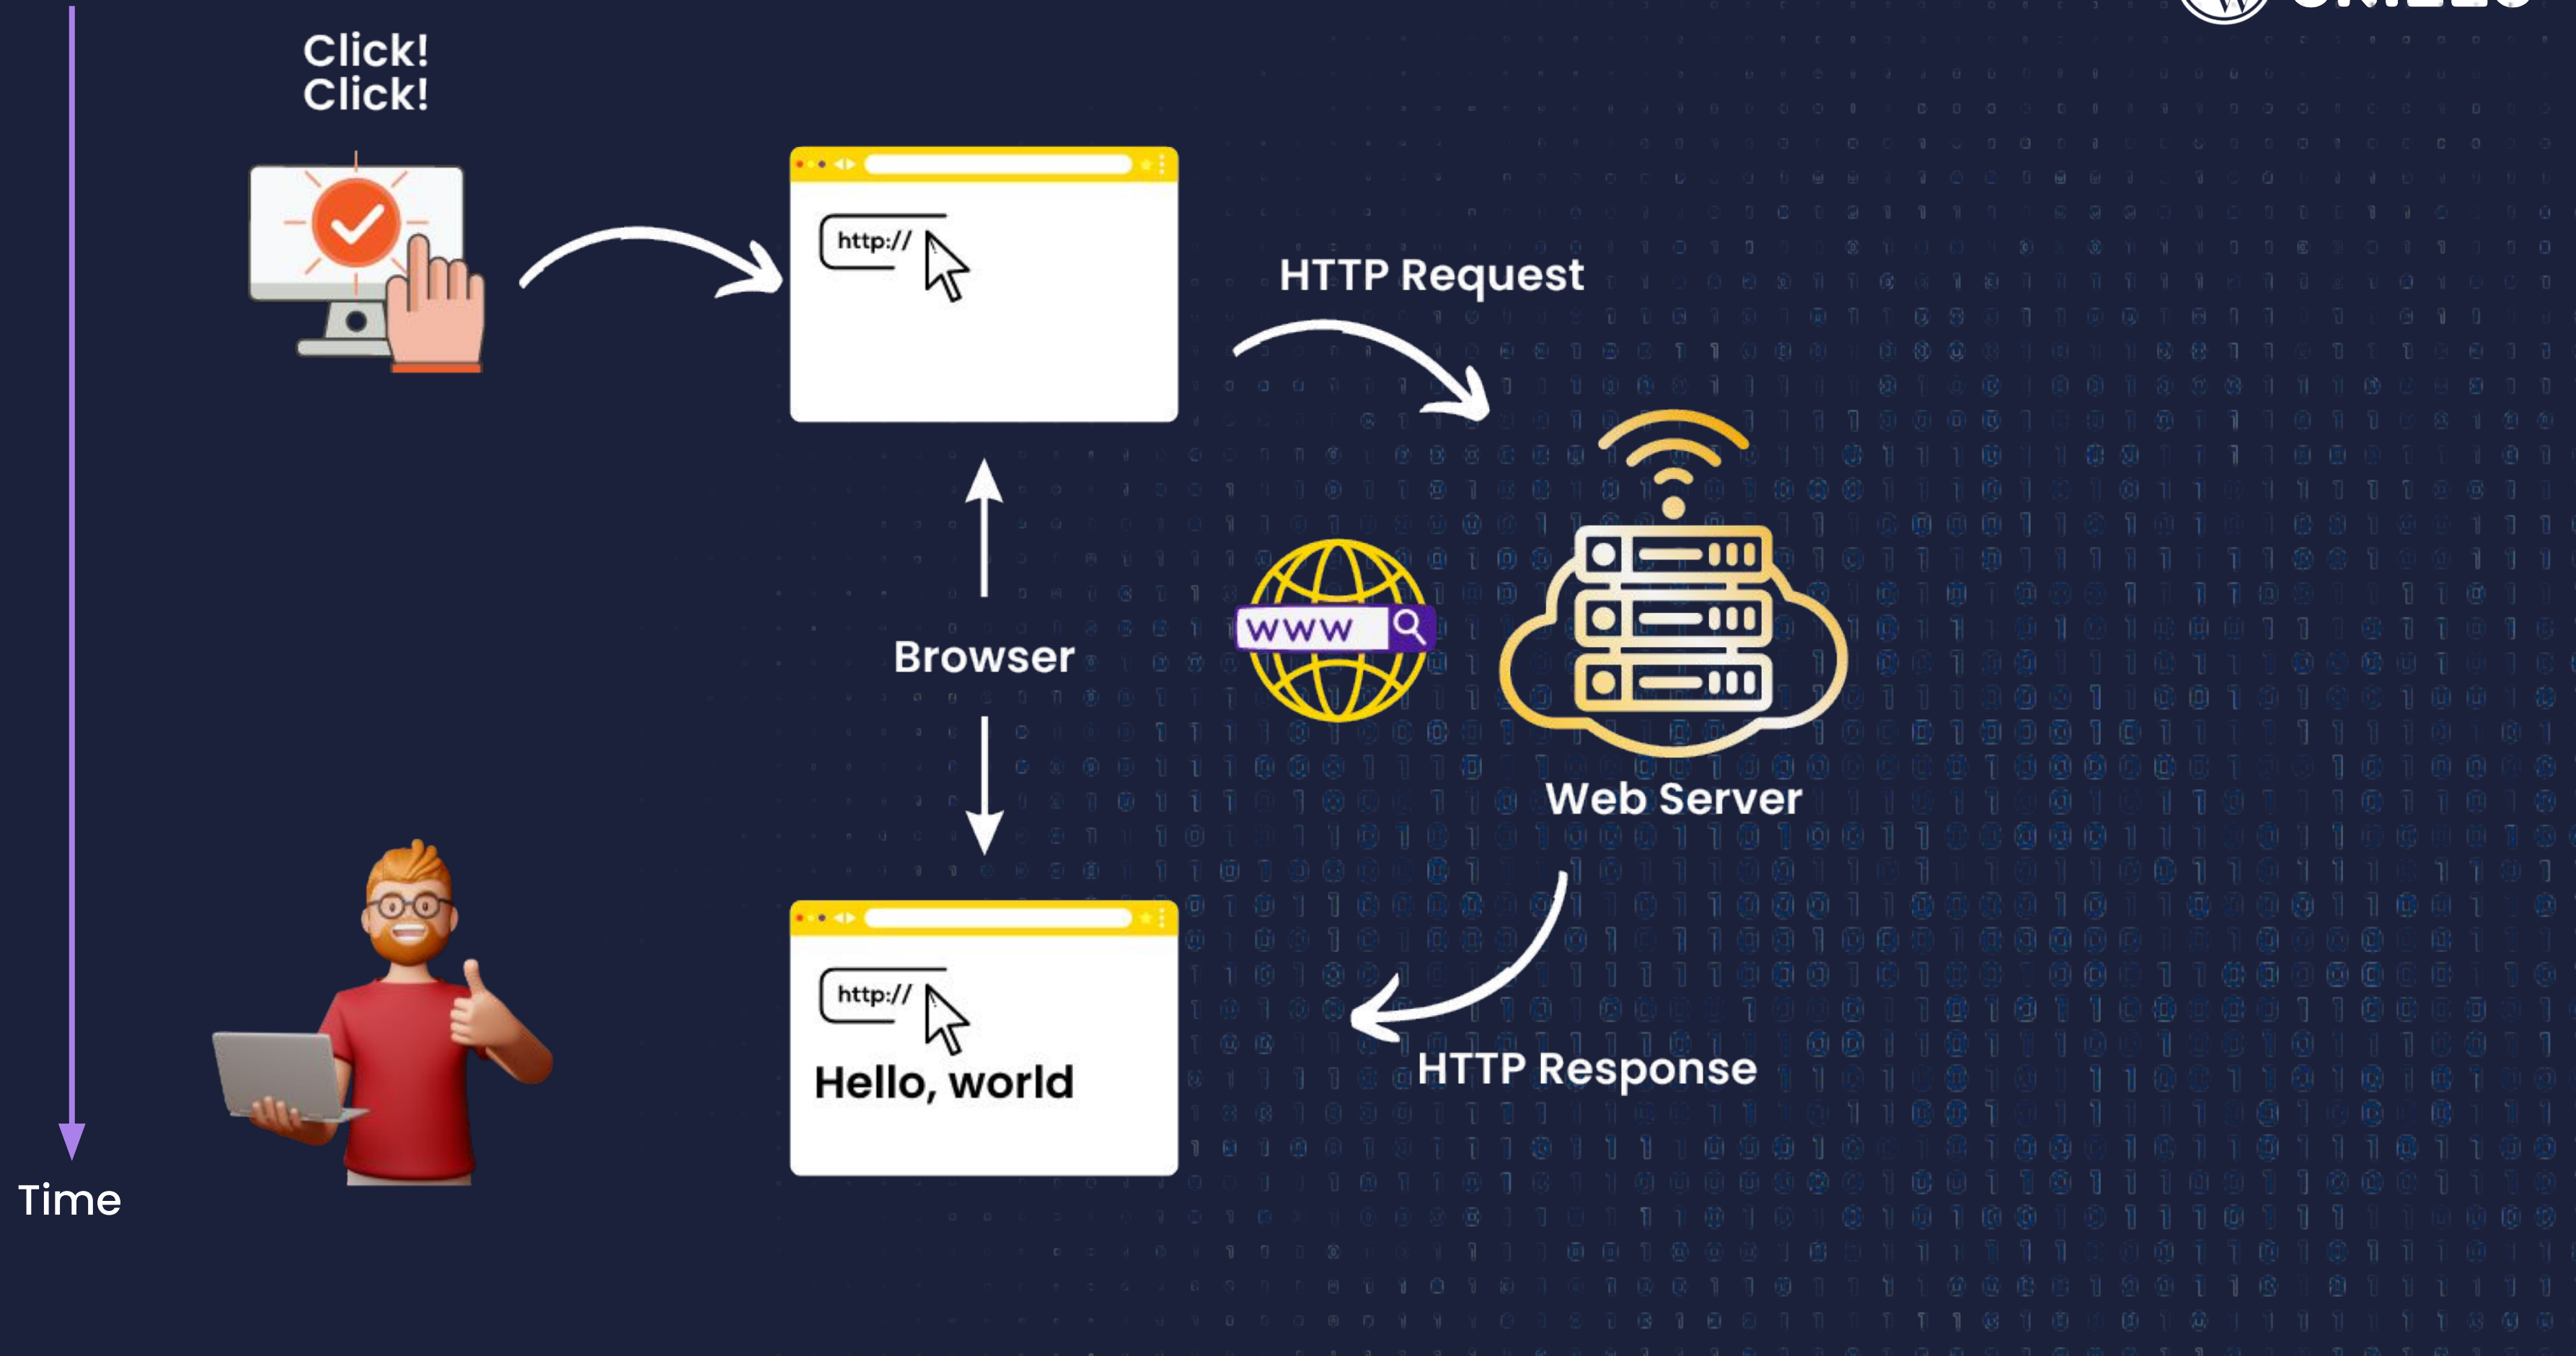 Click!
Click!
http://
HTTP Request
www
Browser
Web Server
http://
Hello, world
HTTP Response
Time